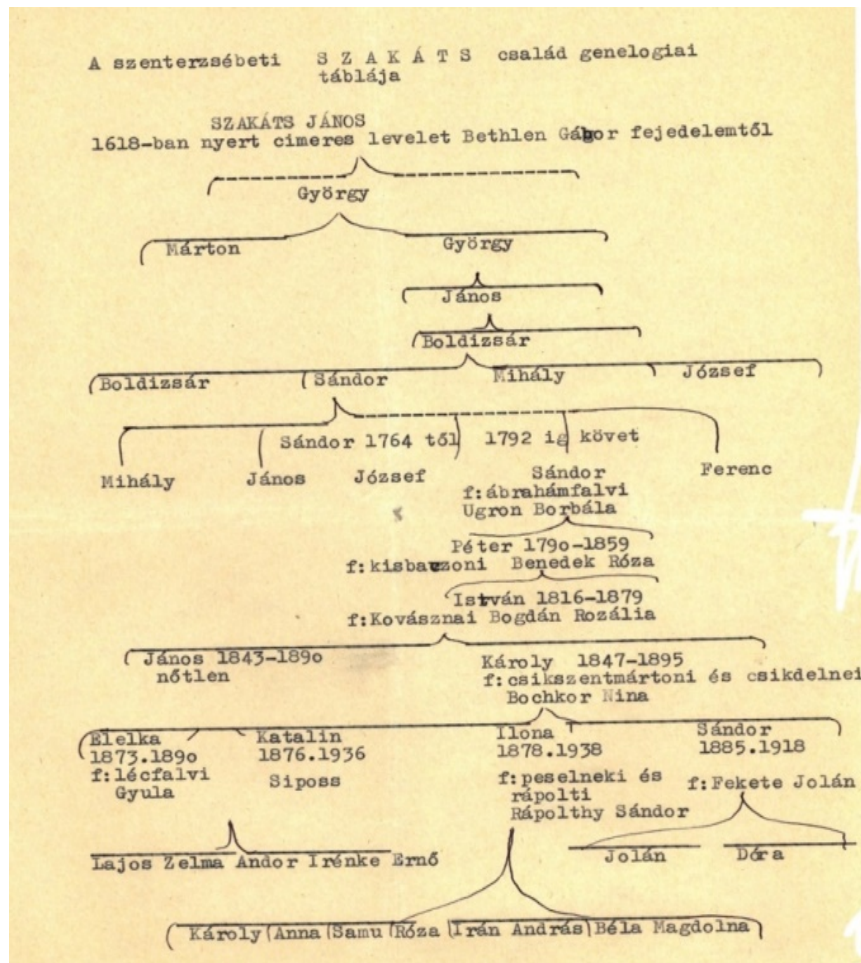 A szenterzsébeti S Z A K Á T S család genelogiai
táblája
SZAKÁTS JÁNOS
1618-ban nyert cimeres levelet Bethlen Gábor fejedelemtől
György
Márton György
János
Boldizsár
Boldizsár Sándor Mihály József
Sándor 1764 től 1792 ig követ
Mihály János József Sándor Ferenc
f:ábrahámfalvi
Ugron Borbála
Péter 179o-1859
f:kisbaczoni Benedek Róza
István 1816-1879
f:Kovásznai Bogdán Rozália
János 1843-189o
nőtlen
Károly 1847-1895
f:csikszentmártoni és csikdelnei
Bochkor Nina
Elelka Katalin Ilona Sándor
1873.189o 1876.1936 1878.1938 1885.1918
f:lécfalvi
Gyula
Siposs
f:peselneki és
rápolti
Rápolthy Sándor
f:Fekete Jolán
Lajos Zelma Andor Irénke Ernő
Jolán Dóra
Károly Anna Samu Róza Irán András Béla Magdolna